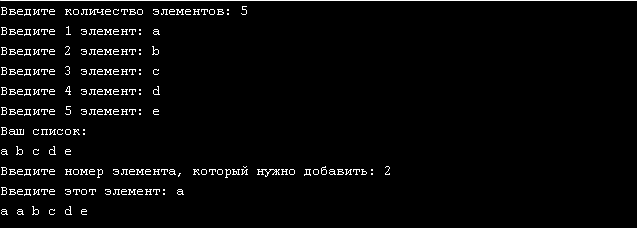 Введите количество элементов: 5
Введите 1 элемент: a
Введите 2 элемент: b
Введите 3 элемент: c
Введите 4 элемент: d
Введите 5 элемент: e
Ваш список:
a b c d e
Введите номер элемента, который нужно добавить: 2
Введите этот элемент: a
a a b c d e